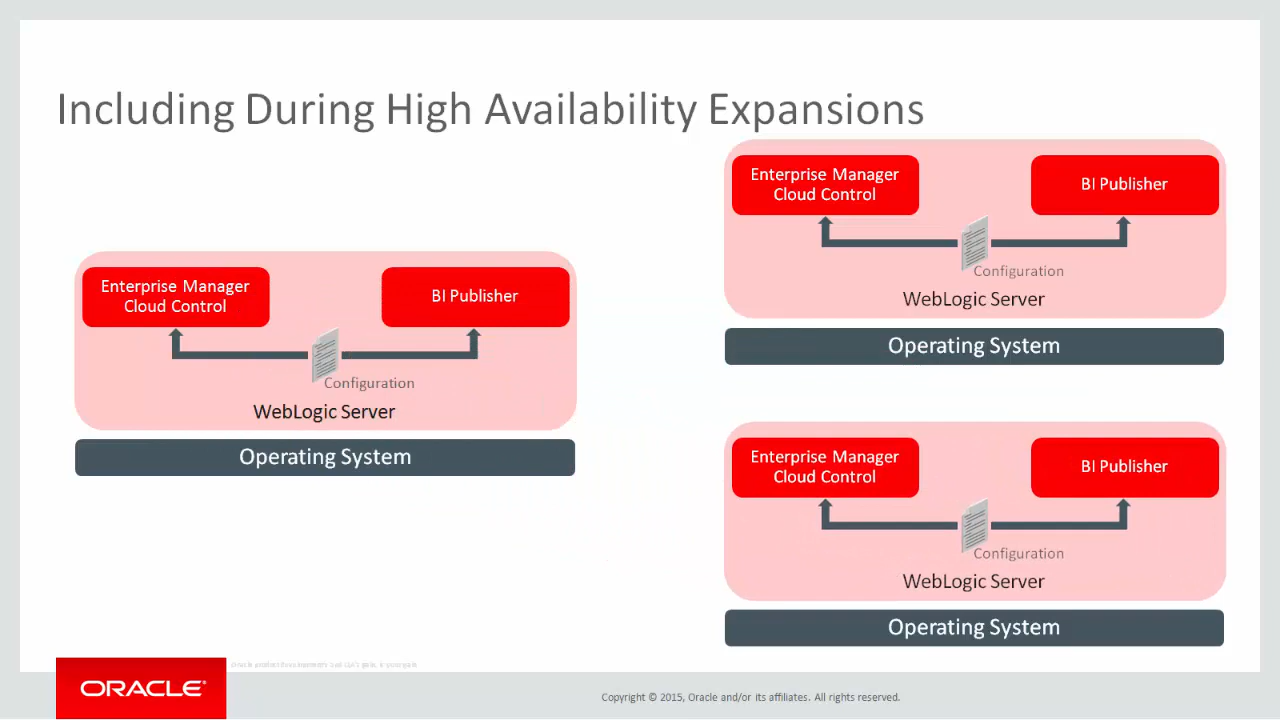 Including During High Availability Expansions
Enterprise Manager
Cloud Control
BI Publisher
Configuration
WebLogic Server
Operating System
Enterprise Manager
Cloud Control
BI Publisher
Configuration
WebLogic Server
Operating System
Enterprise Manager
Cloud Control
BI Publisher
Configuration
WebLogic Server
Operating System
ORACLE®
Copyright © 2015, Oracle and/or its affiliates. All rights reserved.